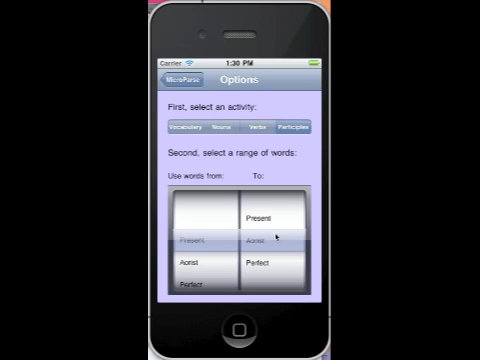 Carrier 1:30 PM
MicroParse Options
First, select an activity:
Vocabulary Nouns Verbs Participles
Second, select a range of words:
Use words from: To:
Present
Present Aorist
Aorist Perfect
Perfect